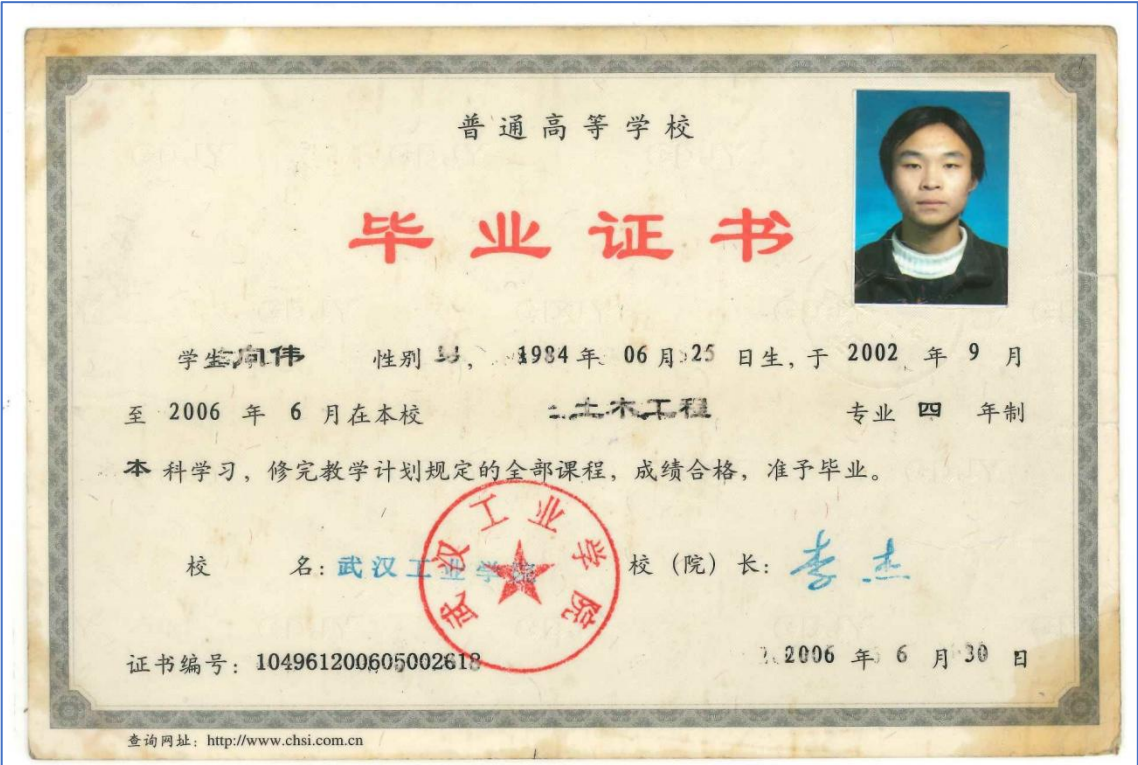 普通高等学校
毕业证书
学生 向伟 性别 男, 1984 年 06 月 25 日生, 于 2002 年 9 月
至 2006 年 6 月在本校 土木工程 专业 四 年制
本 科学习, 修完教学计划规定的全部课程, 成绩合格, 准予毕业。
武汉工业学院
校 名: 武汉工业学院 校 (院) 长: 李杰
证书编号: 104961200605002618 2006 年 6 月 30 日
查询网址: http://www.chsi.com.cn